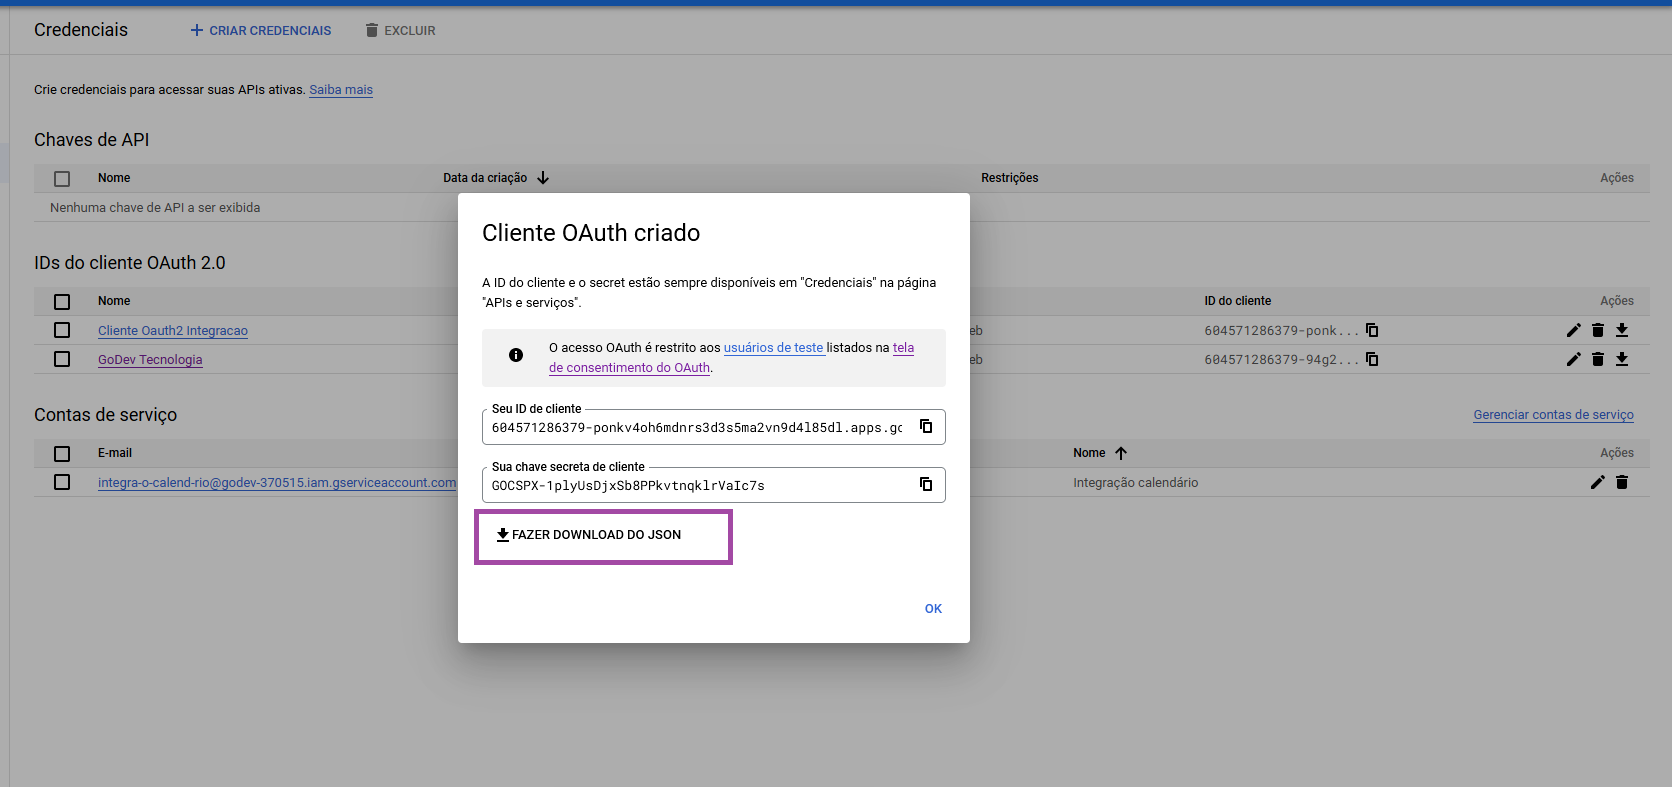 Credenciais
CRIAR CREDENCIAIS
EXCLUIR
Crie credenciais para acessar suas APIs ativas. Saiba mais
Chaves de API
Nome
Data da criação
Restrições
Ações
Nenhuma chave de API a ser exibida
IDs do cliente OAuth 2.0
Nome
ID do cliente
Ações
Cliente Oauth2 Integracao
eb
604571286379-ponk...
GoDev Tecnologia
eb
604571286379-94g2...
Contas de serviço
Gerenciar contas de serviço
E-mail
Nome
Ações
integra-o-calend-rio@godev-370515.iam.gserviceaccount.com
Integração calendário
Cliente OAuth criado
A ID do cliente e o secret estão sempre disponíveis em "Credenciais" na página
"APIs e serviços".
O acesso OAuth é restrito aos usuários de teste listados na tela
de consentimento do OAuth.
Seu ID de cliente
604571286379-ponkv4oh6mdnrs3d3s5ma2vn9d4l85dl.apps.gc
Sua chave secreta de cliente
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
FAZER DOWNLOAD DO JSON
OK